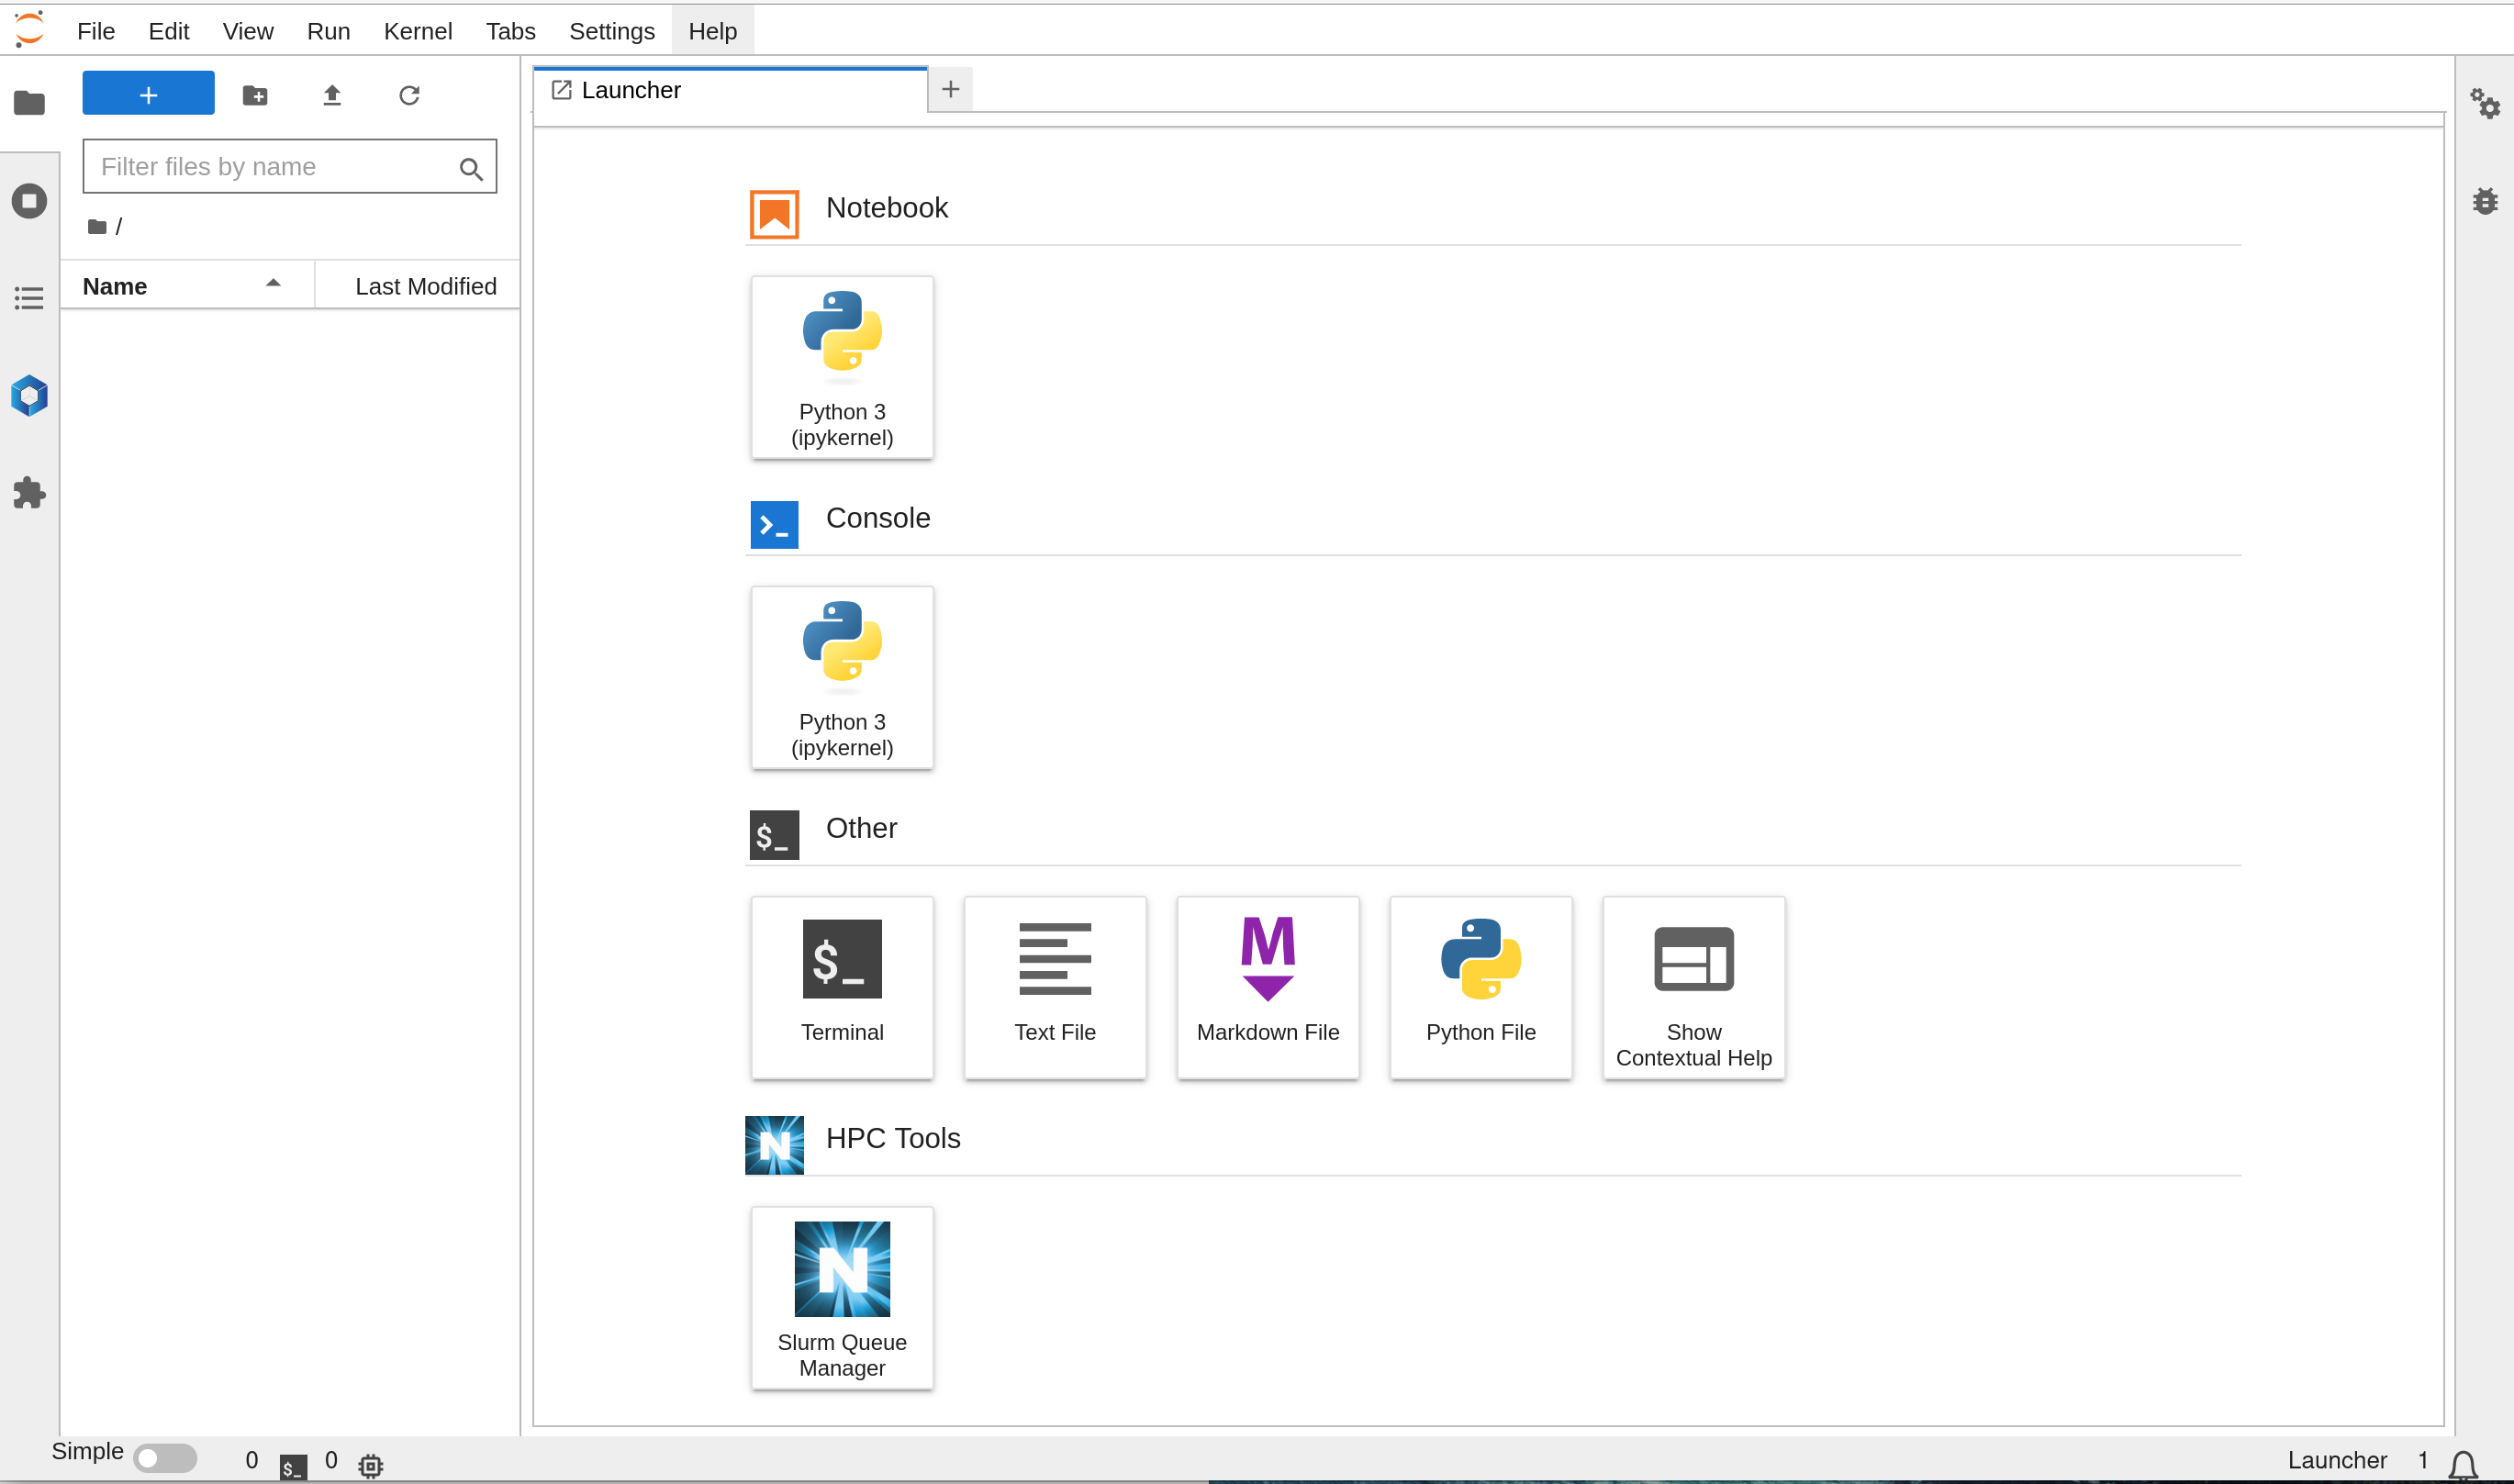 File Edit View Run Kernel Tabs Settings Help
Launcher
Filter files by name
/
Name Last Modified
Notebook
Python 3
(ipykernel)
Console
Python 3
(ipykernel)
$_ Other
$_
Terminal
Text File
M
Markdown File
Python File
Show
Contextual Help
N HPC Tools
N
Slurm Queue
Manager
Simple 0 $_ 0 Launcher 1